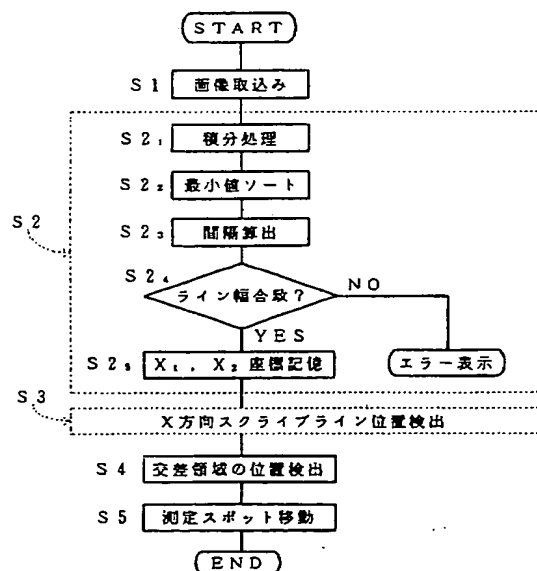 START
S1 画像取込み
S2₁ 積分処理
S2₂ 最小値ソート
S2
S2₃ 間隔算出
S2₄ ライン幅合致? NO
YES
S2₅ X₁, X₂座標記憶 エラー表示
S3
X方向スクライブライン位置検出
S4 交差領域の位置検出
S5 測定スポット移動
END